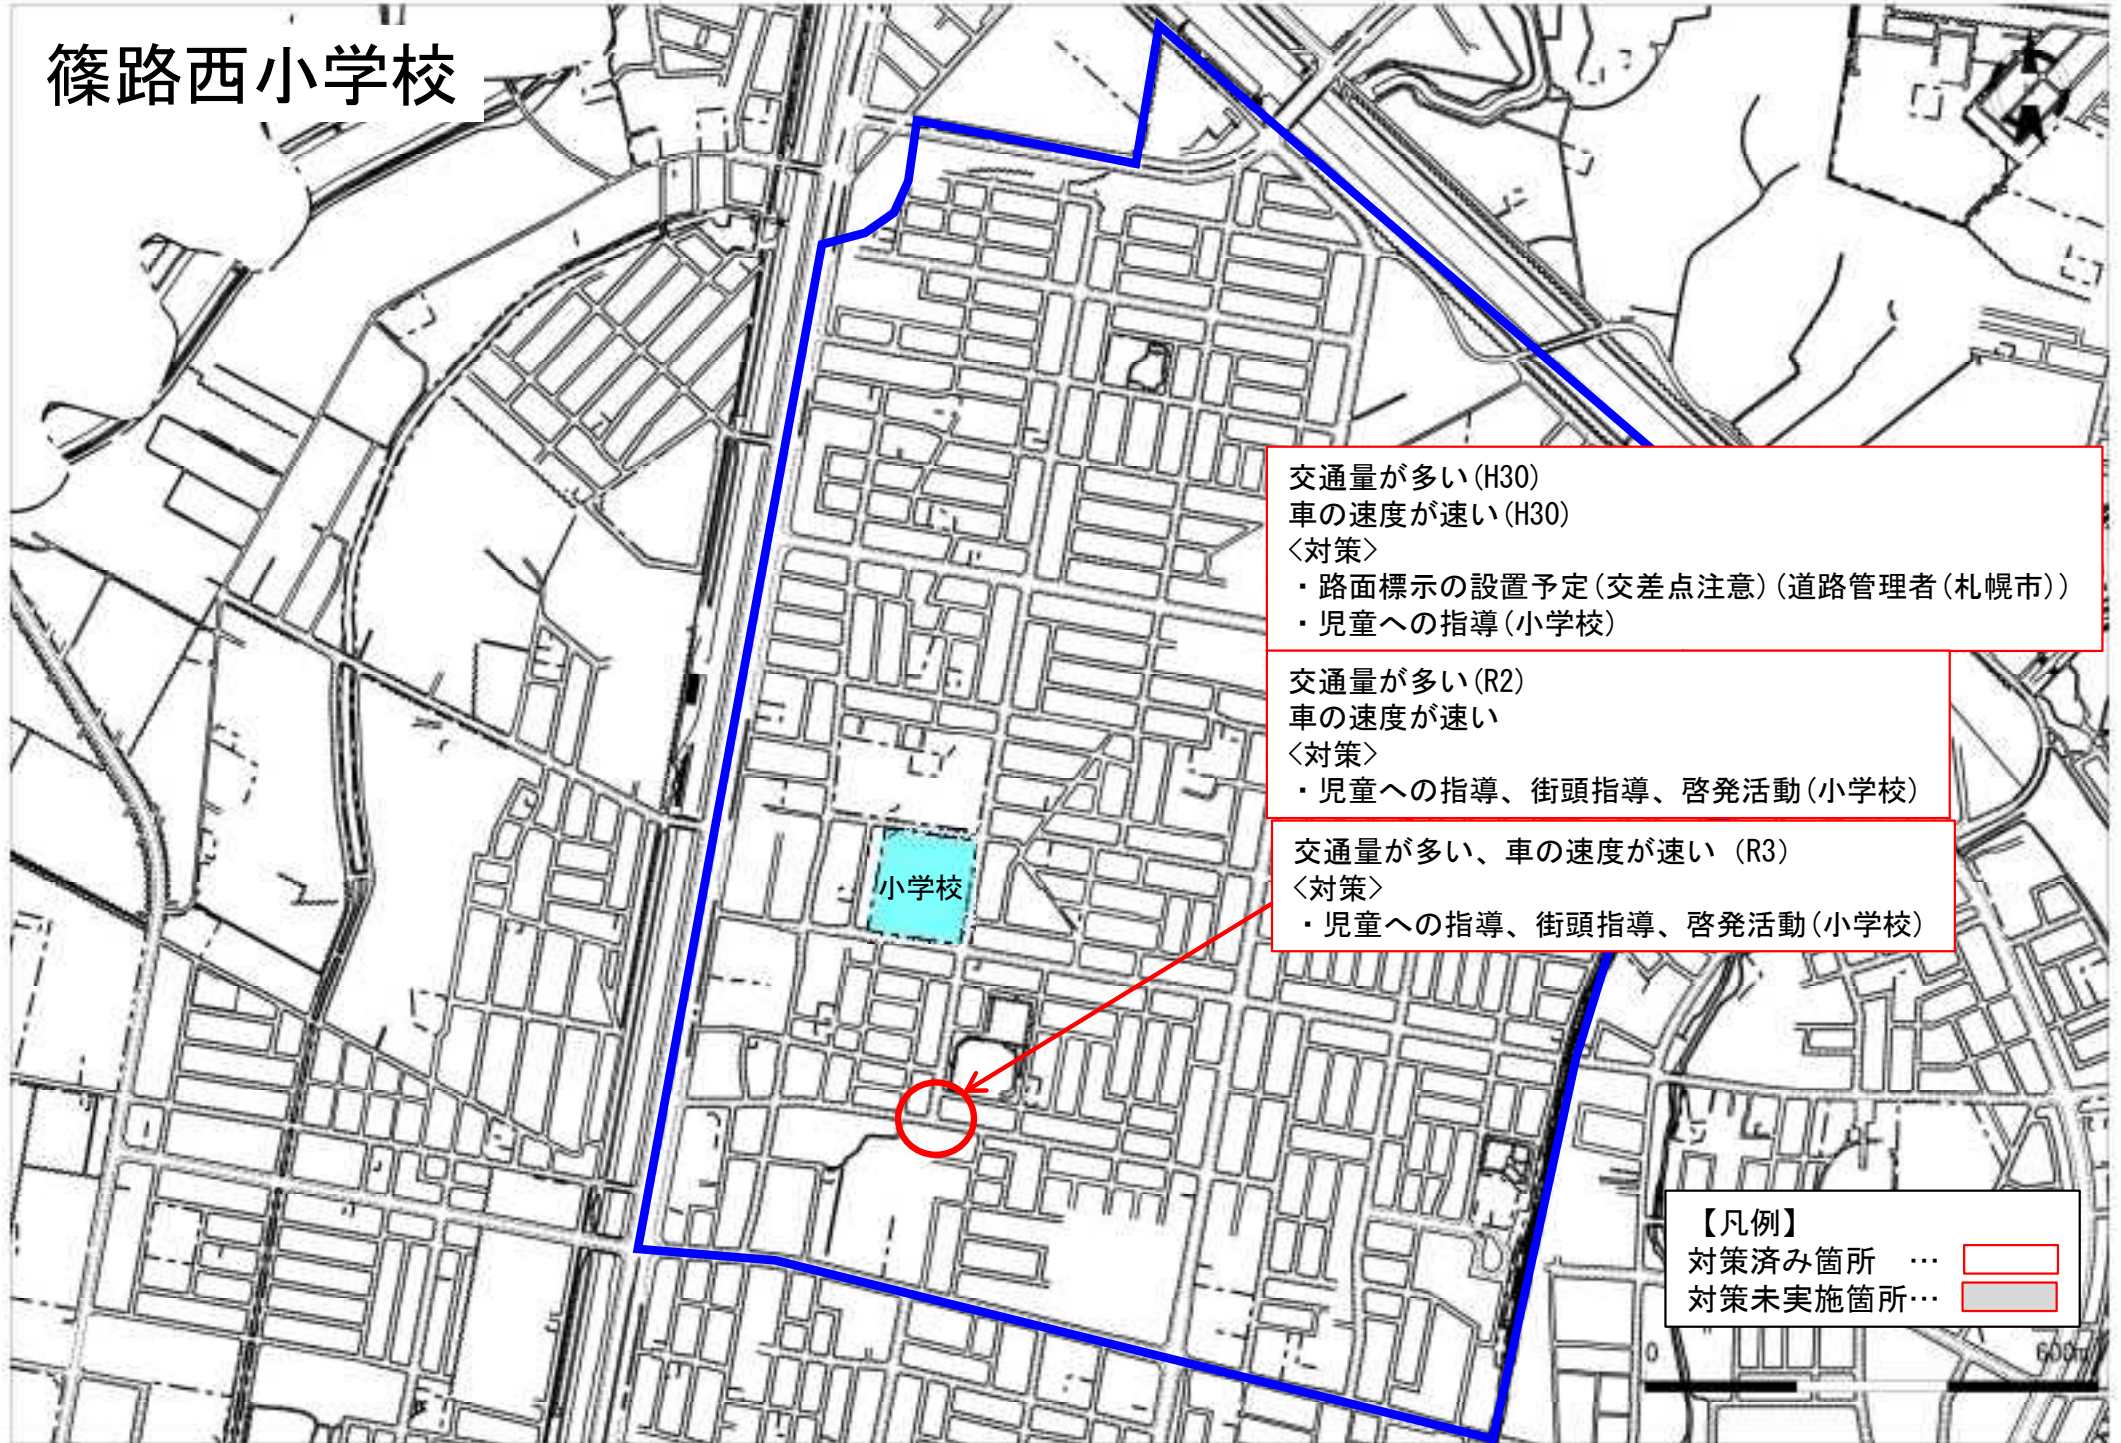 篠路西小学校
交通量が多い(H30)
車の速度が速い(H30)
<対策>
・路面標示の設置予定(交差点注意)(道路管理者(札幌市))
・児童への指導(小学校)
交通量が多い(R2)
車の速度が速い
<対策>
・児童への指導、街頭指導、啓発活動(小学校)
交通量が多い、車の速度が速い (R3)
<対策>
・児童への指導、街頭指導、啓発活動(小学校)
小学校
【凡例】
対策済み箇所 …
対策未実施箇所…
0 600m